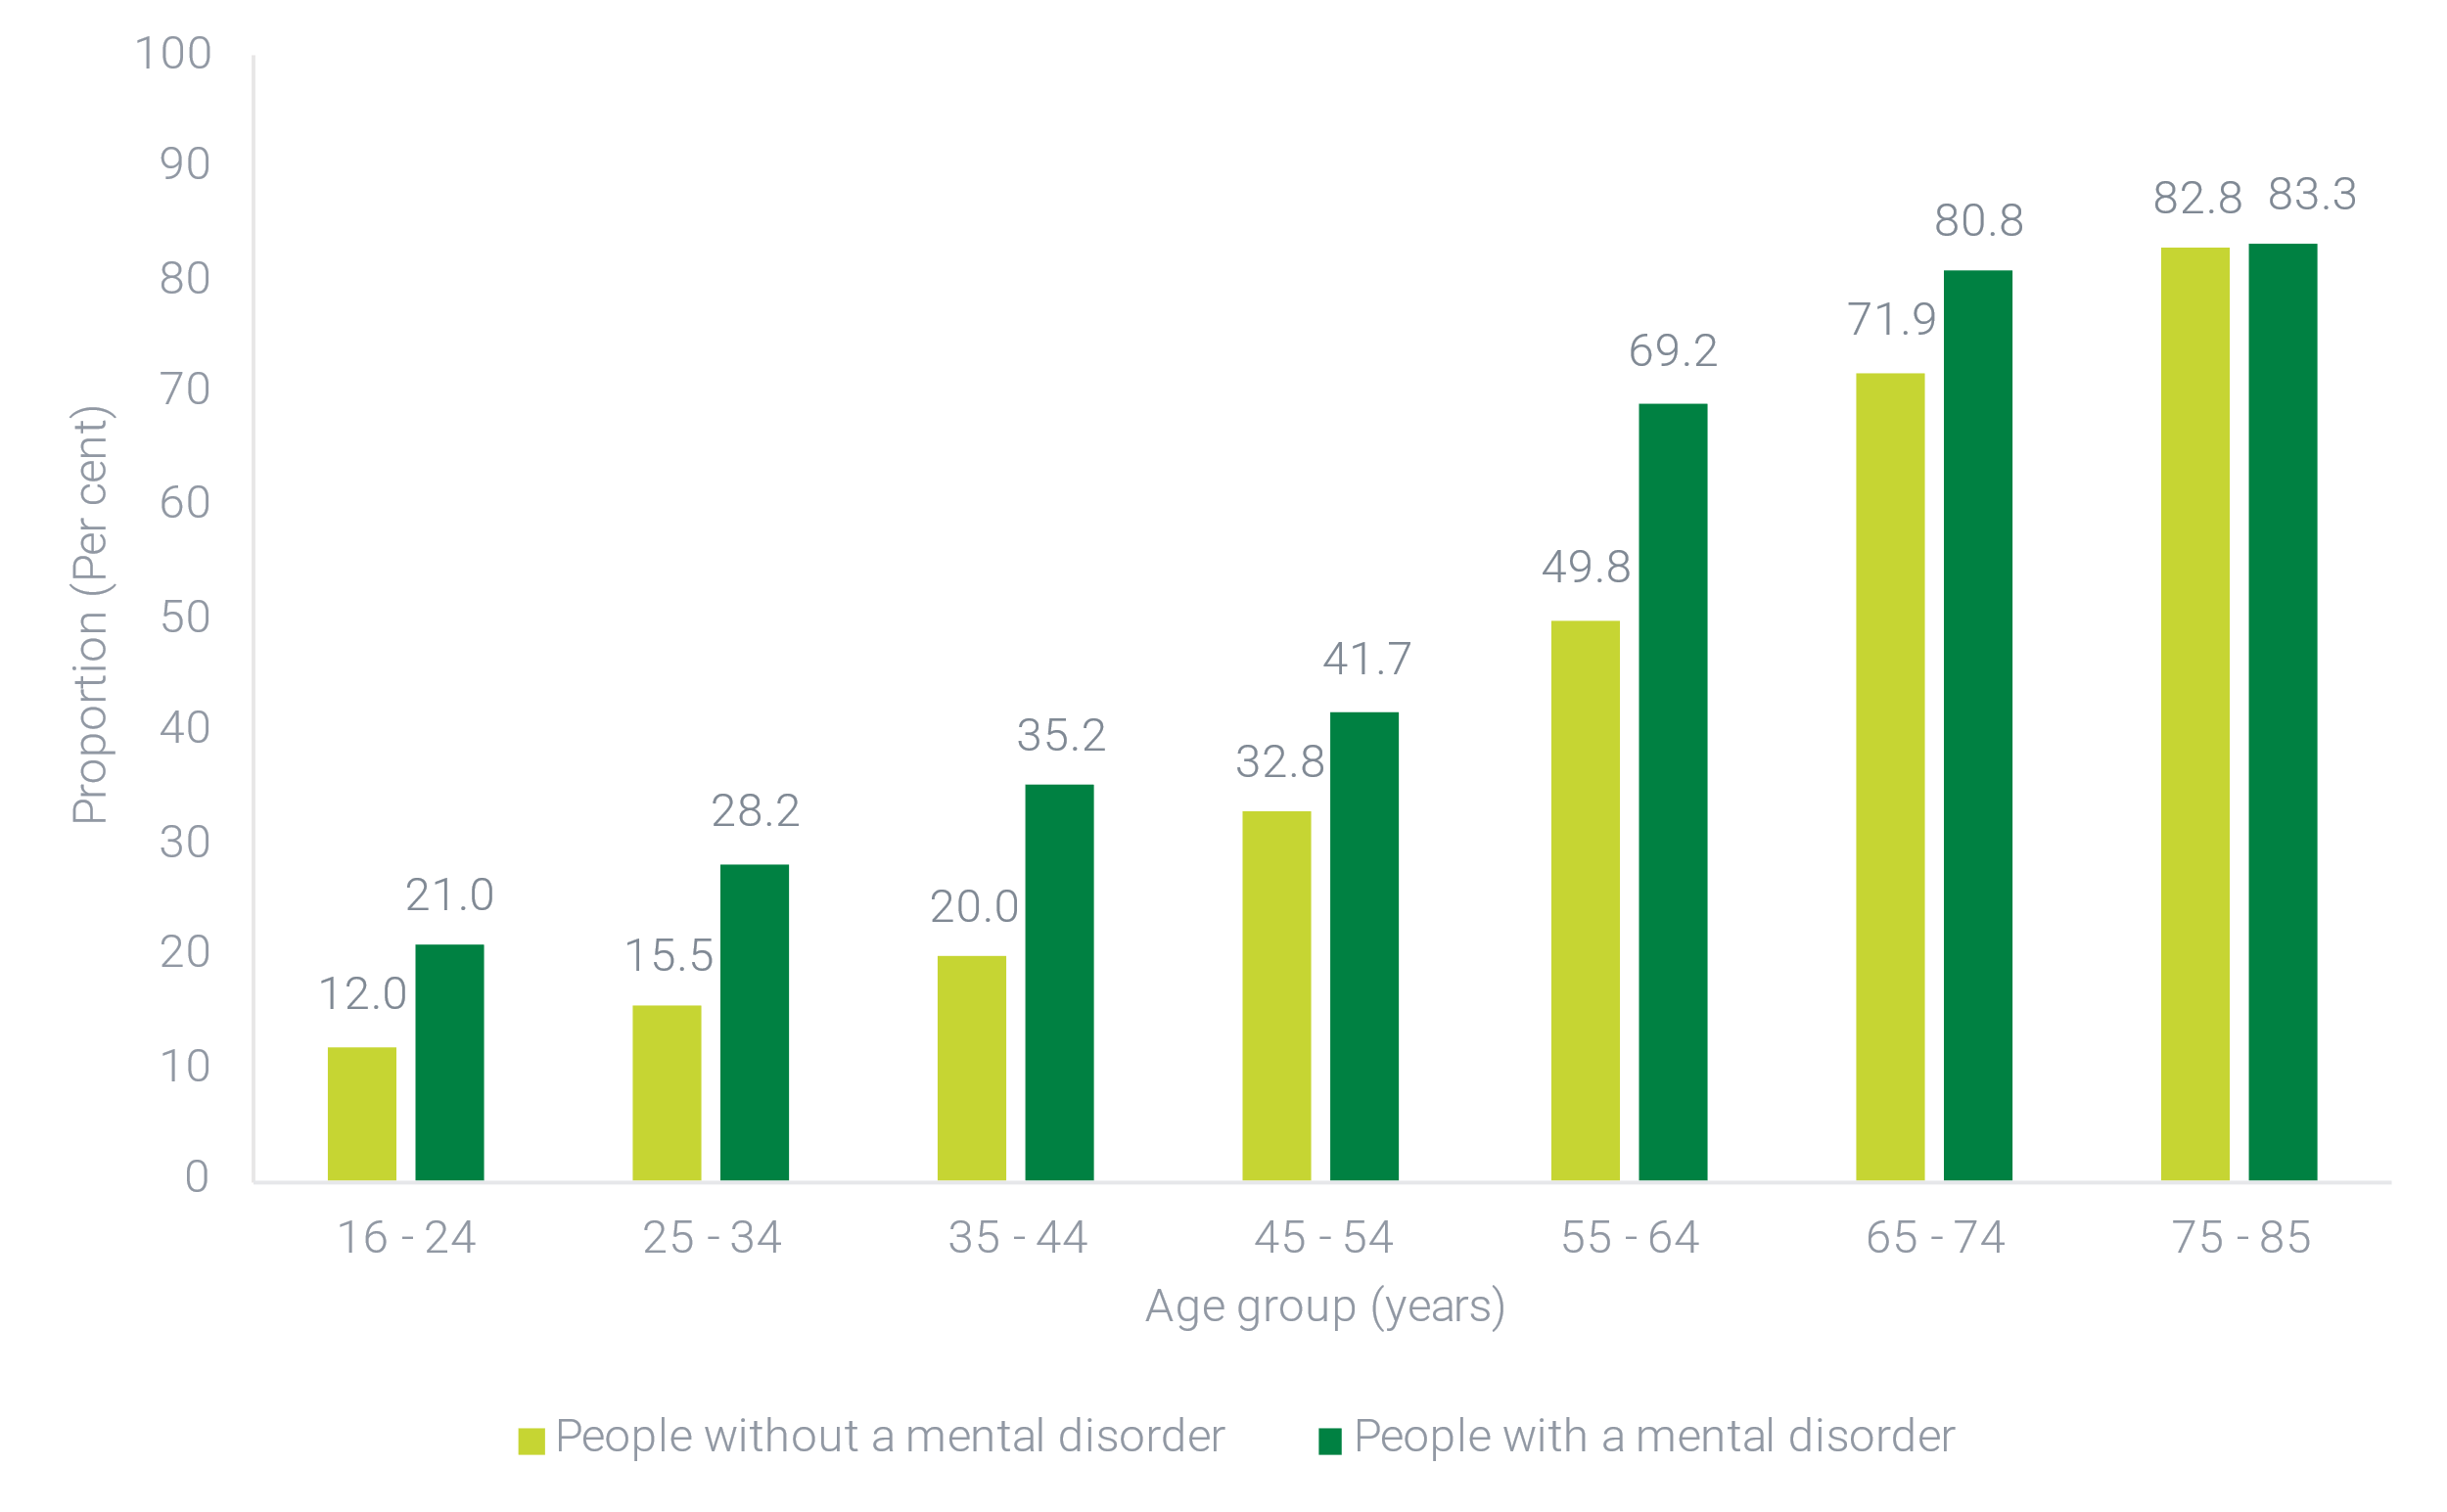 100
90
80
70
60
50
40
30
20
10
0
Proportion (Per cent)
12.0
21.0
15.5
28.2
20.0
35.2
32.8
41.7
49.8
69.2
71.9
80.8
82.8
83.3
16 - 24
25 - 34
35 - 44
45 - 54
55 - 64
65 - 74
75 - 85
Age group (years)
People without a mental disorder
People with a mental disorder